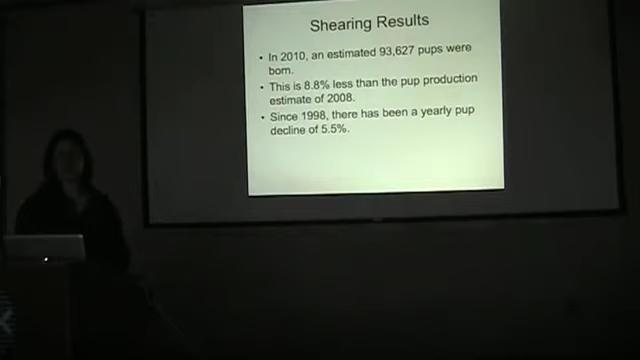 Shearing Results
• In 2010, an estimated 93,627 pups were
born.
• This is 8.8% less than the pup production
estimate of 2008.
• Since 1998, there has been a yearly pup
decline of 5.5%.